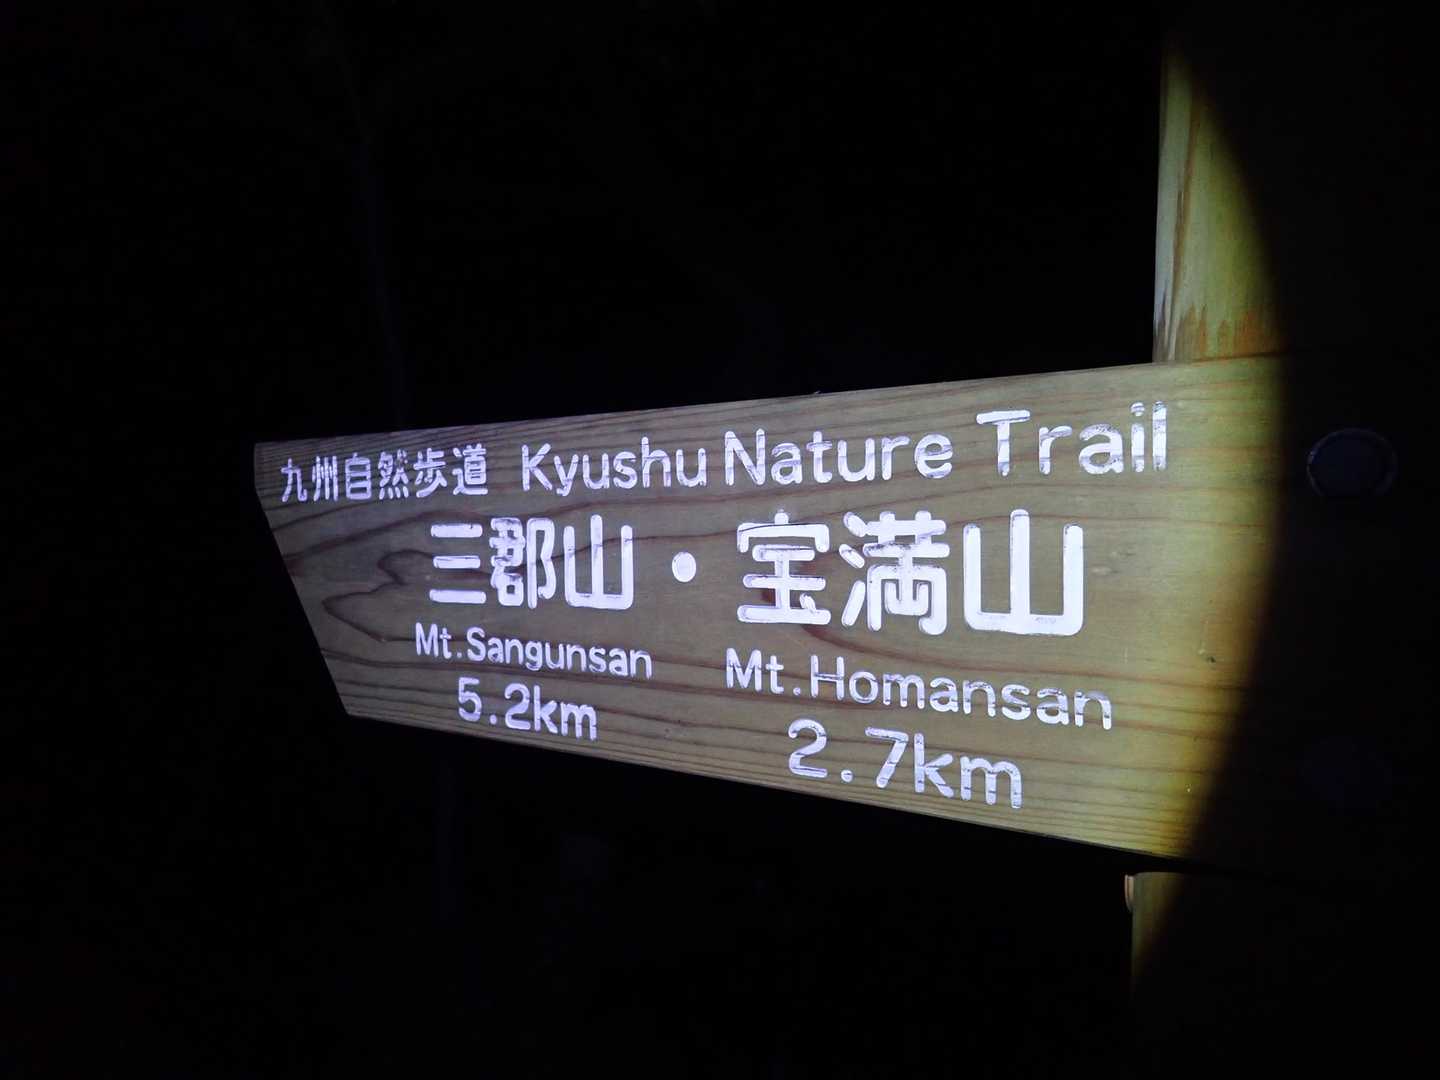 九州自然歩道 Kyushu Nature Trail
三郡山・宝満山
Mt.Sangunsan Mt.Homansan
5.2km 2.7km